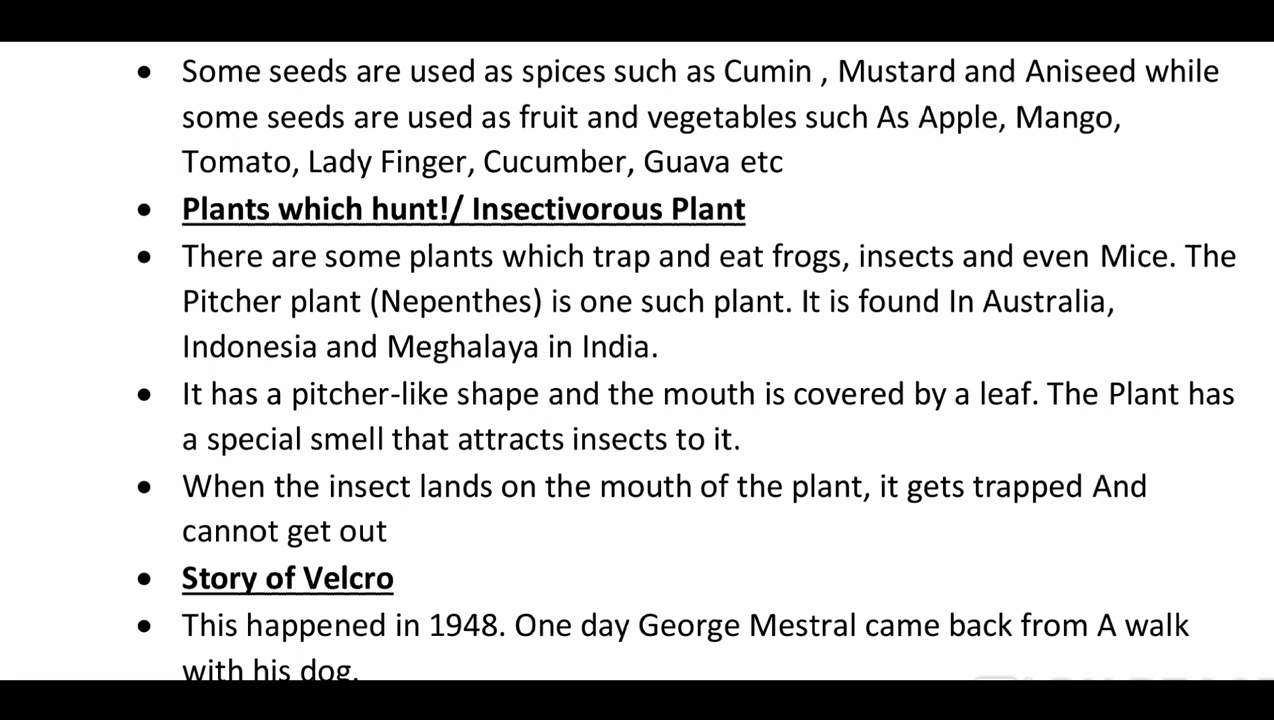 • Some seeds are used as spices such as Cumin , Mustard and Aniseed while
some seeds are used as fruit and vegetables such As Apple, Mango,
Tomato, Lady Finger, Cucumber, Guava etc
• Plants which hunt!/ Insectivorous Plant
• There are some plants which trap and eat frogs, insects and even Mice. The
Pitcher plant (Nepenthes) is one such plant. It is found In Australia,
Indonesia and Meghalaya in India.
• It has a pitcher-like shape and the mouth is covered by a leaf. The Plant has
a special smell that attracts insects to it.
• When the insect lands on the mouth of the plant, it gets trapped And
cannot get out
• Story of Velcro
• This happened in 1948. One day George Mestral came back from A walk
with his dog.